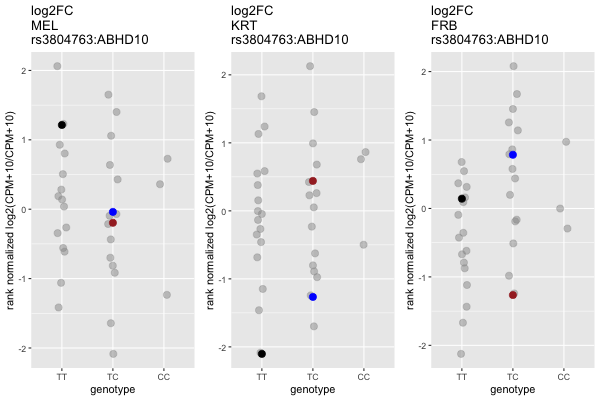 log2FC
MEL
rs3804763:ABHD10
rank normalized log2(CPM+10/CPM+10)
2
1
0
-1
-2
TT
TC
CC
genotype
log2FC
KRT
rs3804763:ABHD10
rank normalized log2(CPM+10/CPM+10)
2
1
0
-1
-2
TT
TC
CC
genotype
log2FC
FRB
rs3804763:ABHD10
rank normalized log2(CPM+10/CPM+10)
2
1
0
-1
-2
TT
TC
CC
genotype